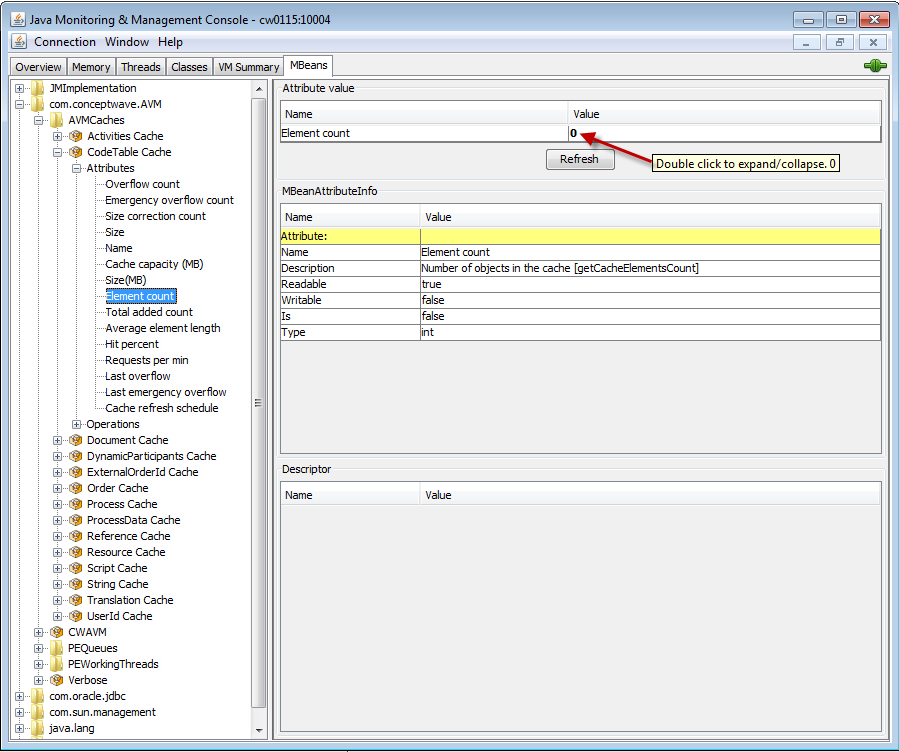 Java Monitoring & Management Console - cw0115:10004
Connection Window Help
Overview Memory Threads Classes VM Summary MBeans
JMImplementation
com.conceptwave.AVM
AVMCaches
Activities Cache
CodeTable Cache
Attributes
Overflow count
Emergency overflow count
Size correction count
Size
Name
Cache capacity (MB)
Size(MB)
Element count
Total added count
Average element length
Hit percent
Requests per min
Last overflow
Last emergency overflow
Cache refresh schedule
Operations
Document Cache
DynamicParticipants Cache
ExternalOrderId Cache
Order Cache
Process Cache
ProcessData Cache
Reference Cache
Resource Cache
Script Cache
String Cache
Translation Cache
UserId Cache
CWAVM
PEQueues
PEWorkingThreads
Verbose
com.oracle.jdbc
com.sun.management
java.lang
Attribute value
Name Value
Element count 0
Refresh
Double click to expand/collapse. 0
MBeanAttributeInfo
Name Value
Attribute:
Name Element count
Description Number of objects in the cache [getCacheElementsCount]
Readable true
Writable false
Is false
Type int
Descriptor
Name Value